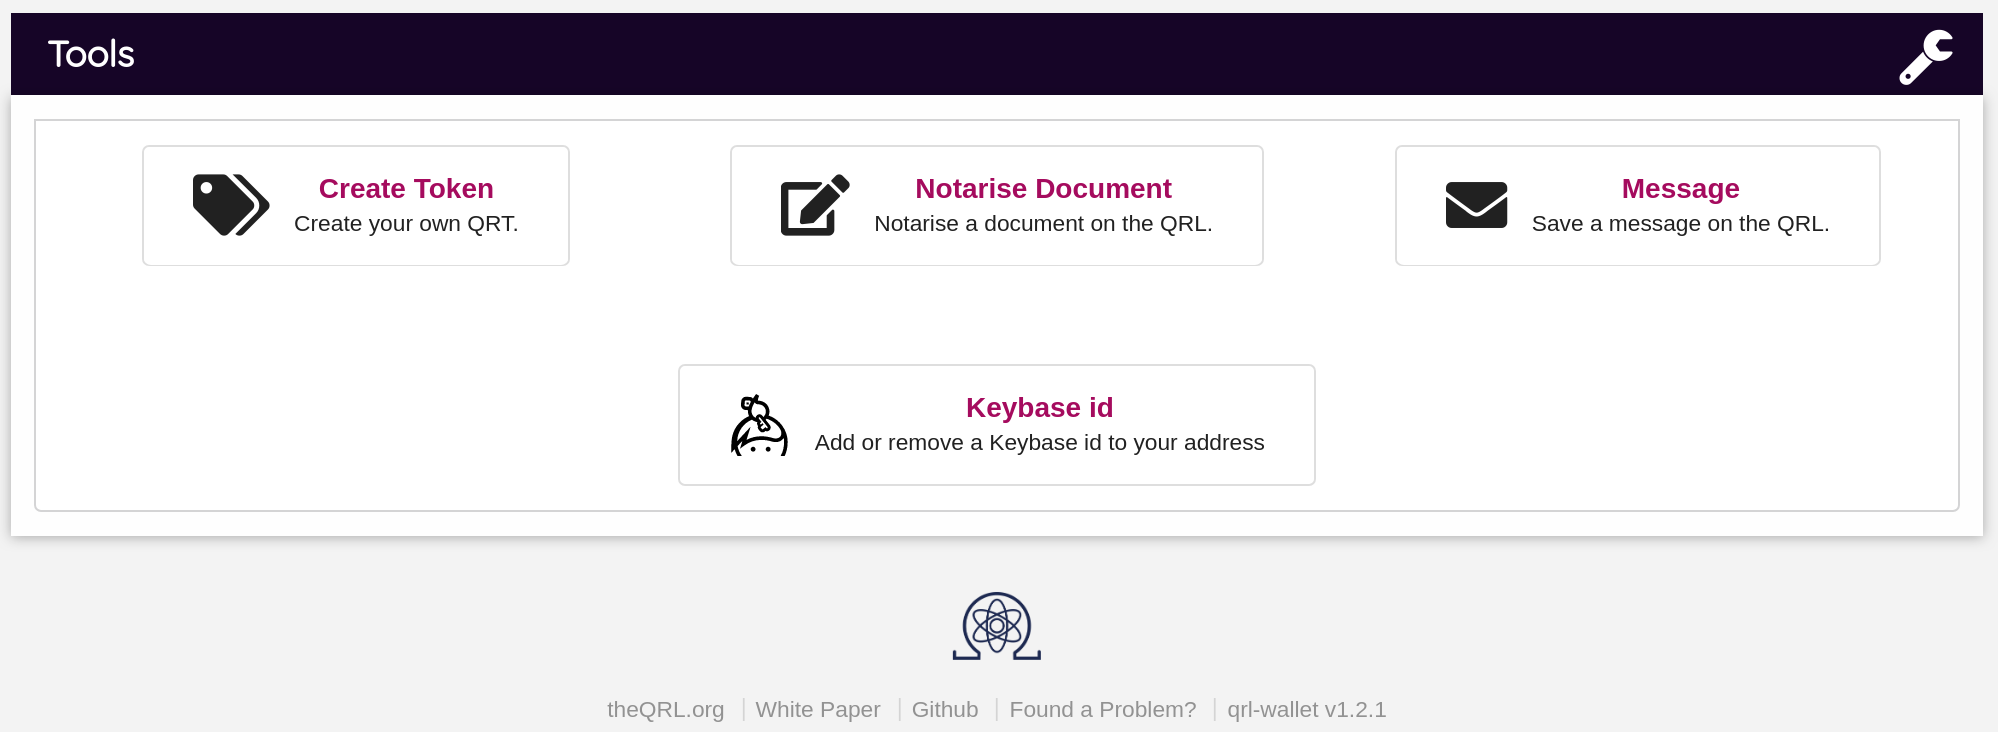 Tools
Create Token
Create your own QRT.
Notarise Document
Notarise a document on the QRL.
Message
Save a message on the QRL.
Keybase id
Add or remove a Keybase id to your address
theQRL.org | White Paper | Github | Found a Problem? | qrl-wallet v1.2.1